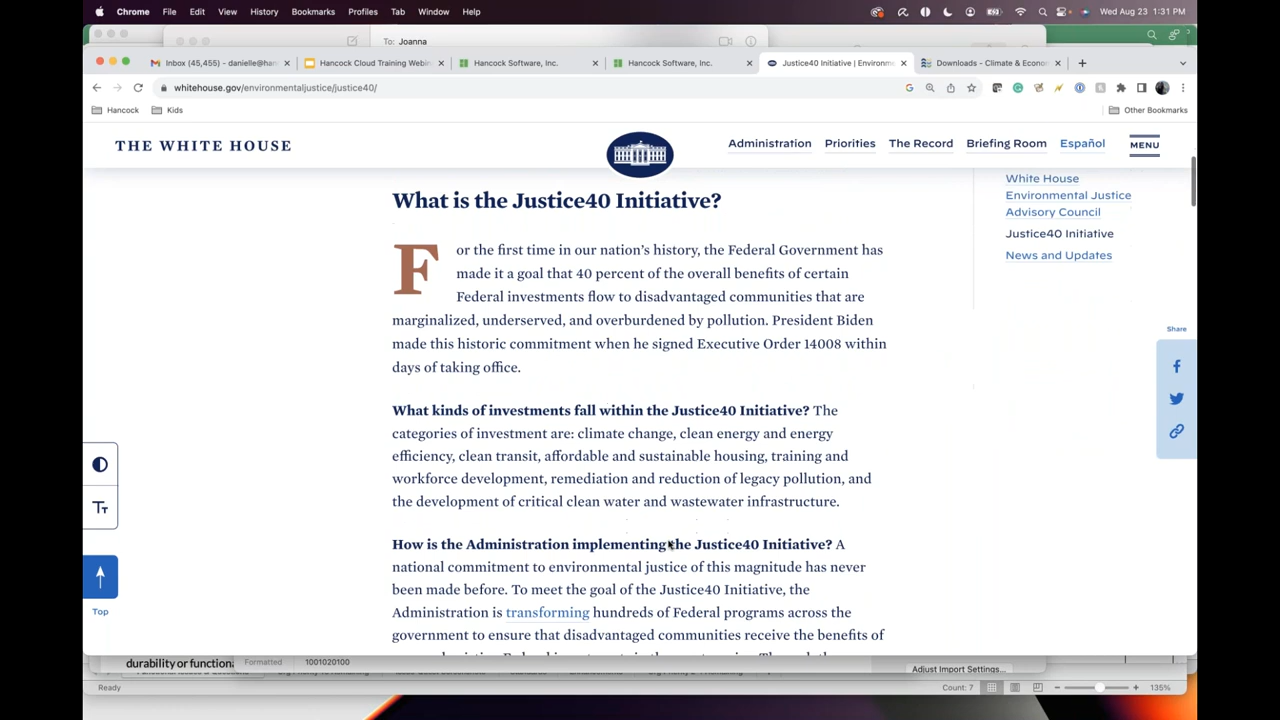 Chrome File Edit View History Bookmarks Profiles Tab Window Help Wed Aug 23 1:31 PM
To: Joanna
Inbox (45,455) - danielle@han
Hancock Cloud Training Webin
Hancock Software, Inc.
Hancock Software, Inc.
Justice40 Initiative | Environme
Downloads - Climate & Econo
whitehouse.gov/environmentaljustice/justice40/
Hancock Kids Other Bookmarks
THE WHITE HOUSE
Administration Priorities The Record Briefing Room Español MENU
What is the Justice40 Initiative?
For the first time in our nation's history, the Federal Government has
made it a goal that 40 percent of the overall benefits of certain
Federal investments flow to disadvantaged communities that are
marginalized, underserved, and overburdened by pollution. President Biden
made this historic commitment when he signed Executive Order 14008 within
days of taking office.
What kinds of investments fall within the Justice40 Initiative? The
categories of investment are: climate change, clean energy and energy
efficiency, clean transit, affordable and sustainable housing, training and
workforce development, remediation and reduction of legacy pollution, and
the development of critical clean water and wastewater infrastructure.
How is the Administration implementing the Justice40 Initiative? A
national commitment to environmental justice of this magnitude has never
been made before. To meet the goal of the Justice40 Initiative, the
Administration is transforming hundreds of Federal programs across the
government to ensure that disadvantaged communities receive the benefits of
White House
Environmental Justice
Advisory Council
Justice40 Initiative
News and Updates
Share
Tт
Top
durability or functiona
Formatted 1001020100
Adjust Import Settings...
Ready
Count: 7
135%